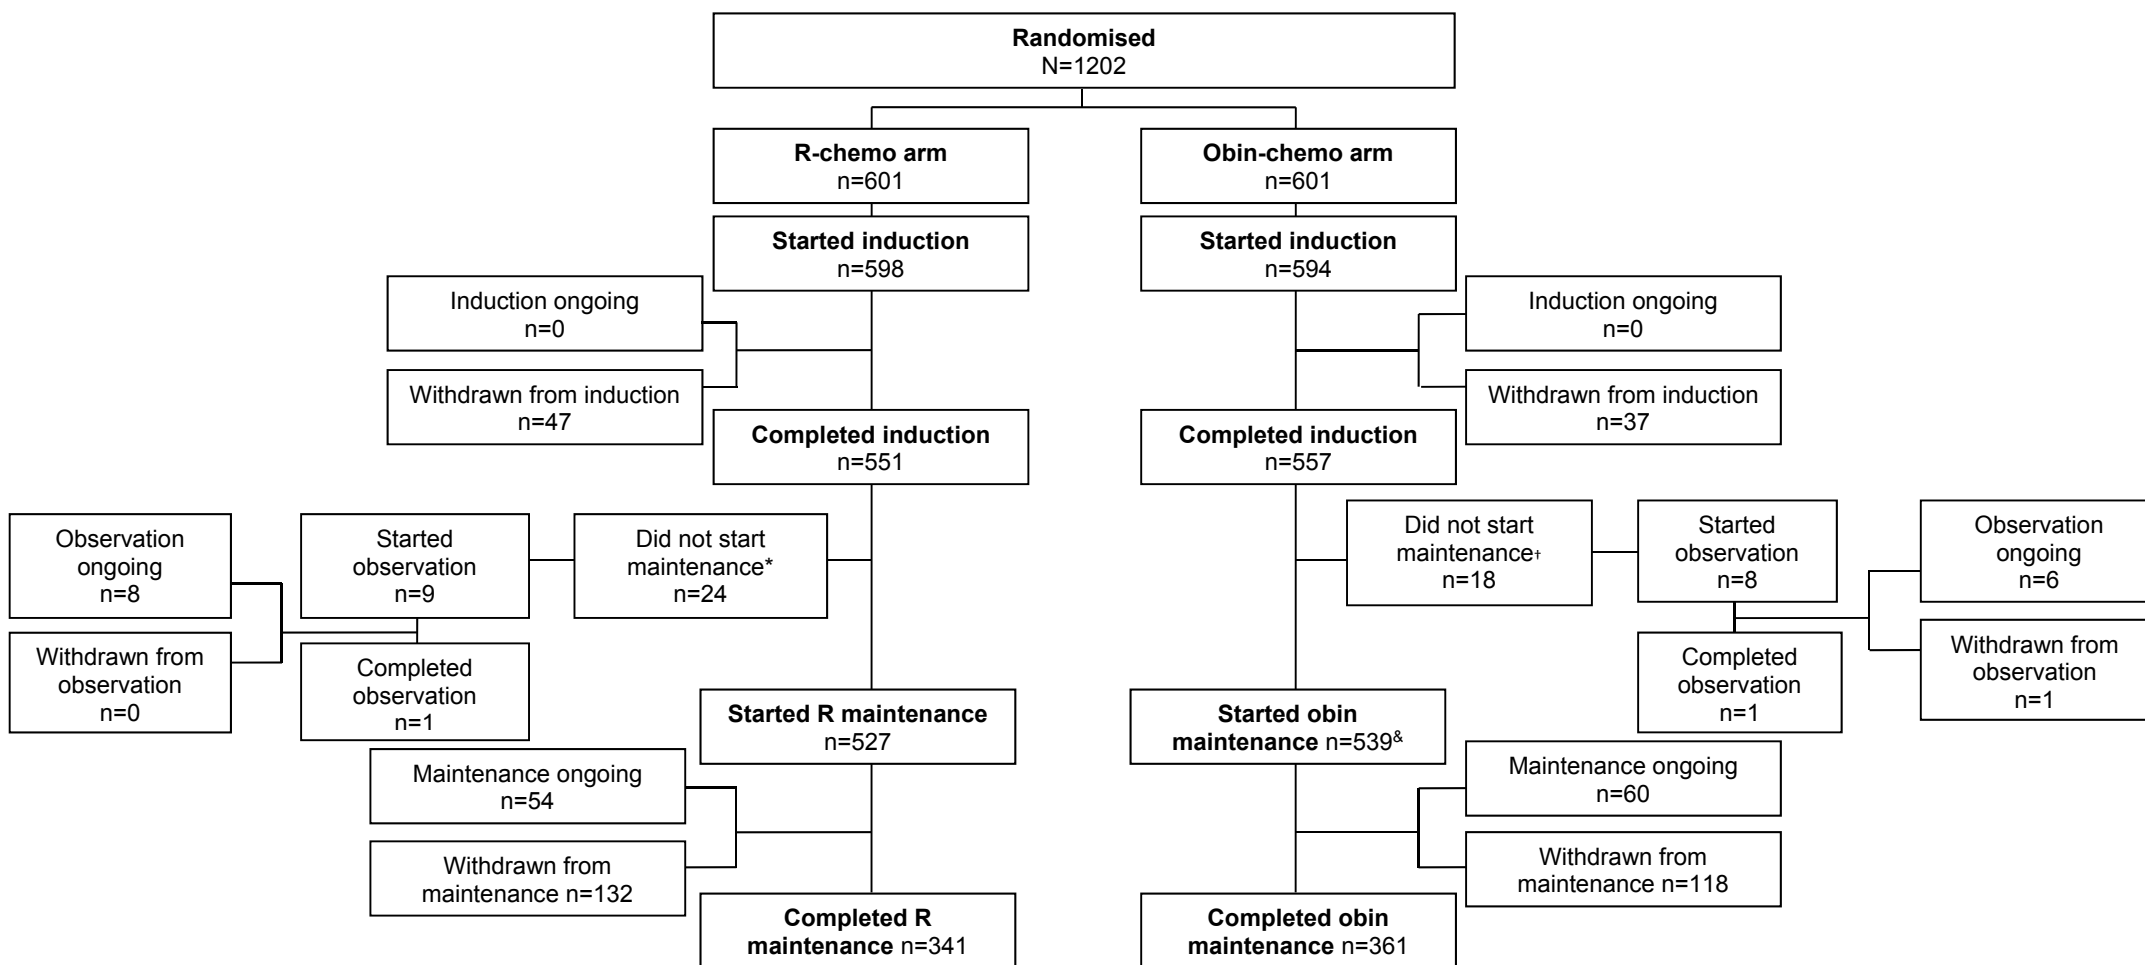 Randomised
N=1202
R-chemo arm
n=601
Obin-chemo arm
n=601
Started induction
n=598
Started induction
n=594
Induction ongoing
n=0
Induction ongoing
n=0
Withdrawn from induction
n=47
Withdrawn from induction
n=37
Completed induction
n=551
Completed induction
n=557
Observation
ongoing
n=8
Started
observation
n=9
Did not start
maintenance*
n=24
Did not start
maintenance†
n=18
Started
observation
n=8
Observation
ongoing
n=6
Withdrawn from
observation
n=0
Completed
observation
n=1
Completed
observation
n=1
Withdrawn from
observation
n=1
Started R maintenance
n=527
Started obin
maintenance n=539&
Maintenance ongoing
n=54
Maintenance ongoing
n=60
Withdrawn from
maintenance n=132
Withdrawn from
maintenance n=118
Completed R
maintenance n=341
Completed obin
maintenance n=361